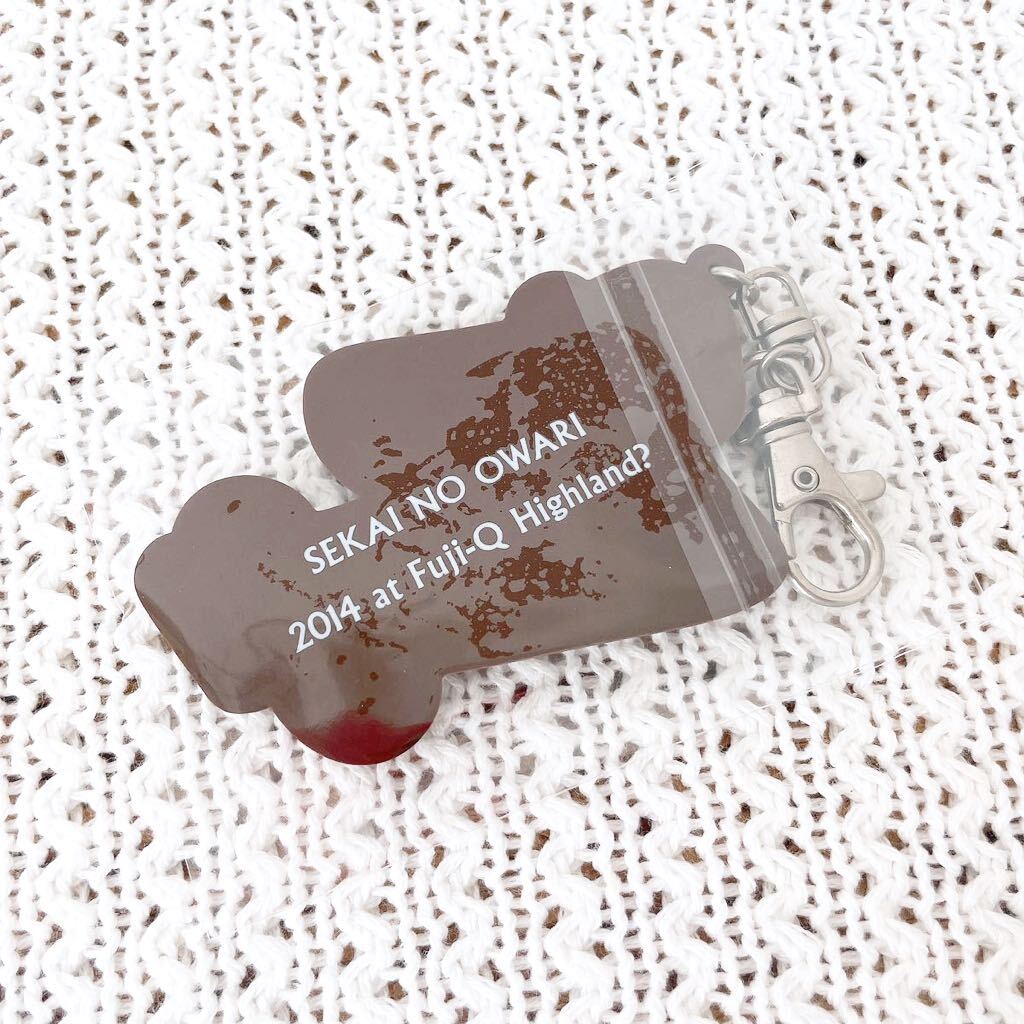 SEKAI NO OWARI
2014 at Fuji-Q Highland?